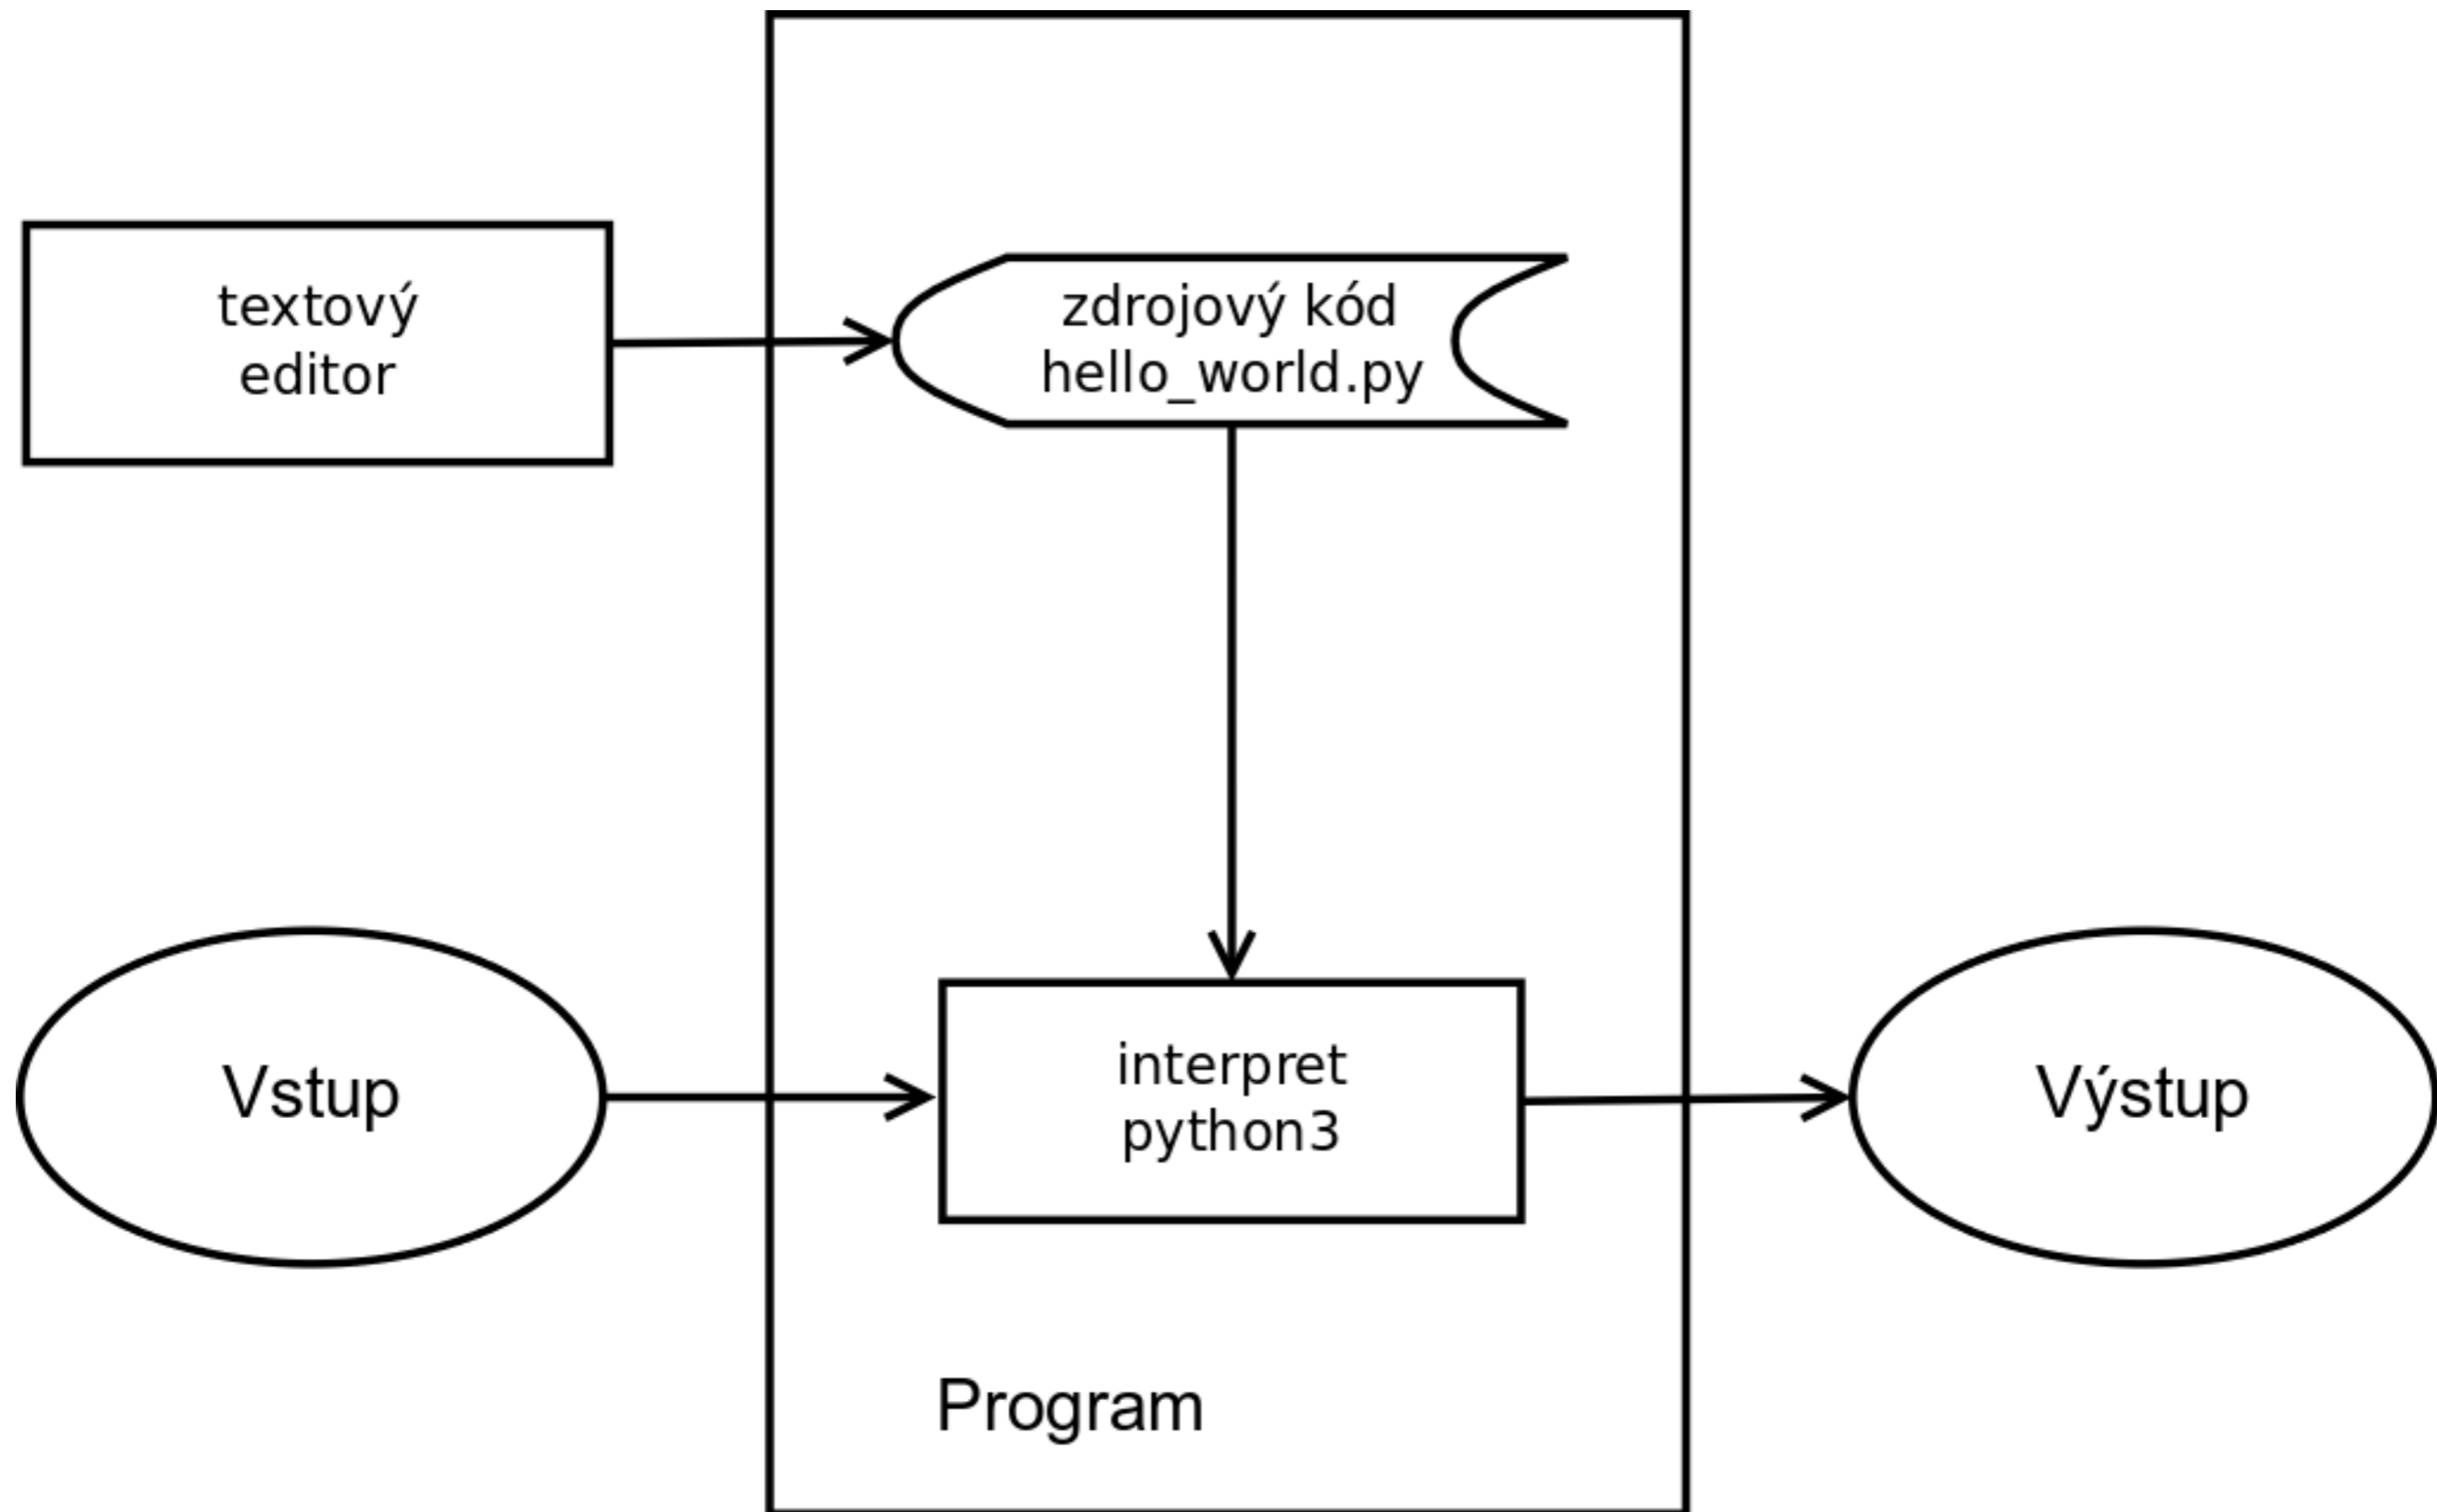 textový
editor
zdrojový kód
hello_world.py
Vstup
interpret
python3
Výstup
Program